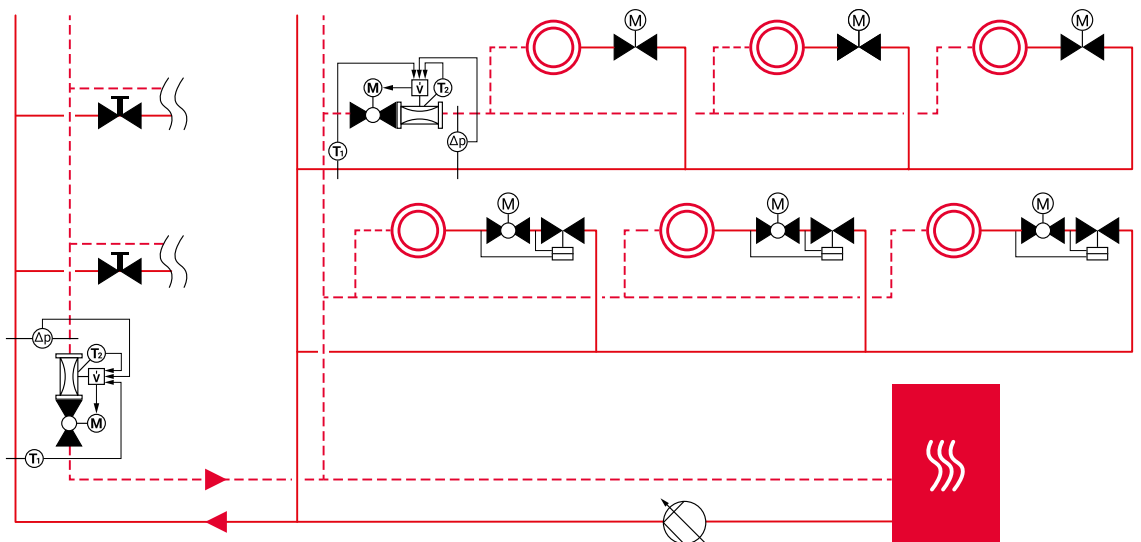 M M M
M V̇ T₂
T₁ Δp
M M M
Δp
T₂
V̇
M
T₁